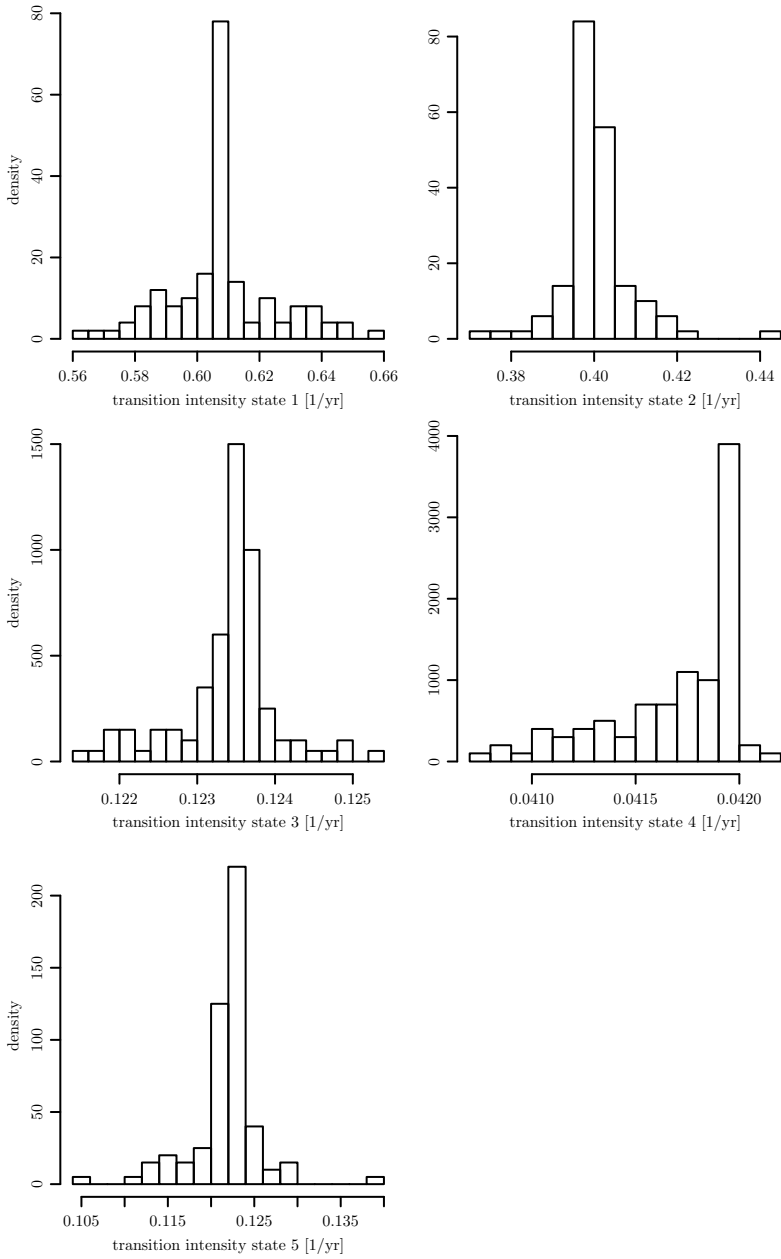 density
0 20 40 60 80
0.56 0.58 0.60 0.62 0.64 0.66
transition intensity state 1 [1/yr]
0 20 40 60 80
0.38 0.40 0.42 0.44
transition intensity state 2 [1/yr]
density
0 500 1000 1500
0.122 0.123 0.124 0.125
transition intensity state 3 [1/yr]
0 1000 2000 3000 4000
0.0410 0.0415 0.0420
transition intensity state 4 [1/yr]
density
0 50 100 150 200
0.105 0.115 0.125 0.135
transition intensity state 5 [1/yr]